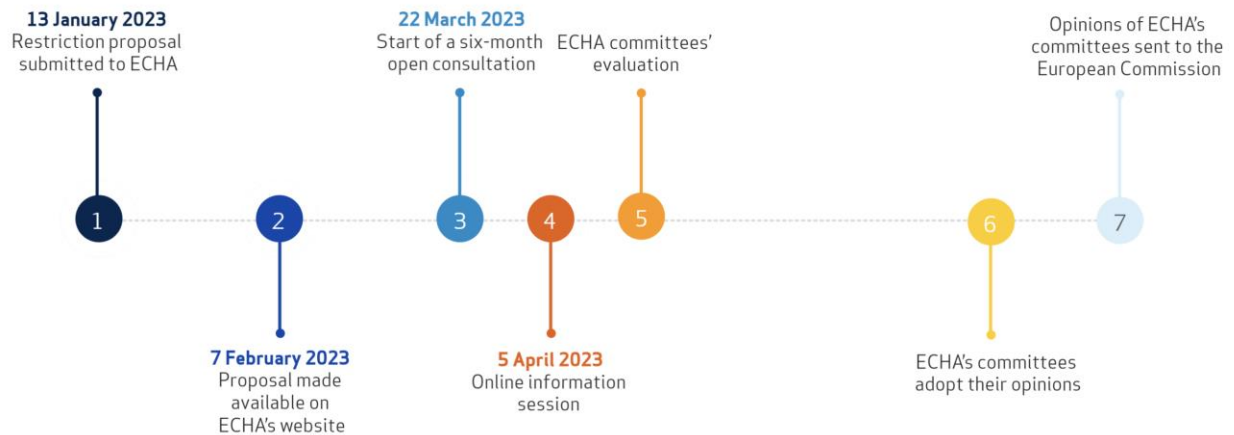 13 January 2023
Restriction proposal
submitted to ECHA
22 March 2023
Start of a six-month
open consultation
ECHA committees'
evaluation
Opinions of ECHA's
committees sent to the
European Commission
1
2
3
4
5
6
7
7 February 2023
Proposal made
available on
ECHA's website
5 April 2023
Online information
session
ECHA's committees
adopt their opinions